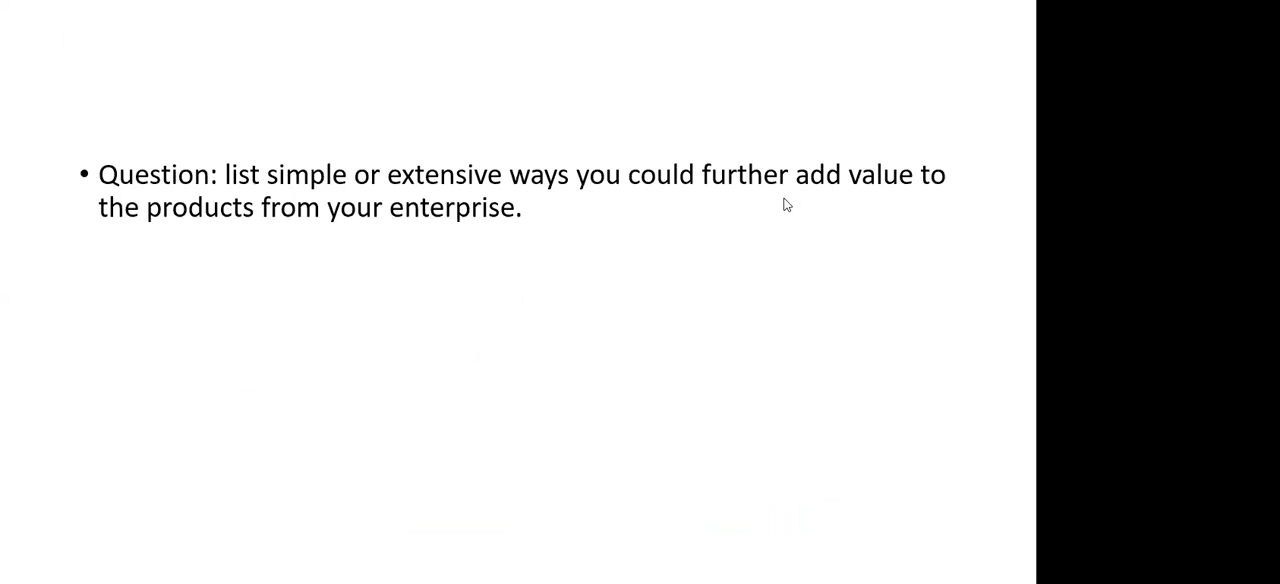 • Question: list simple or extensive ways you could further add value to
the products from your enterprise.